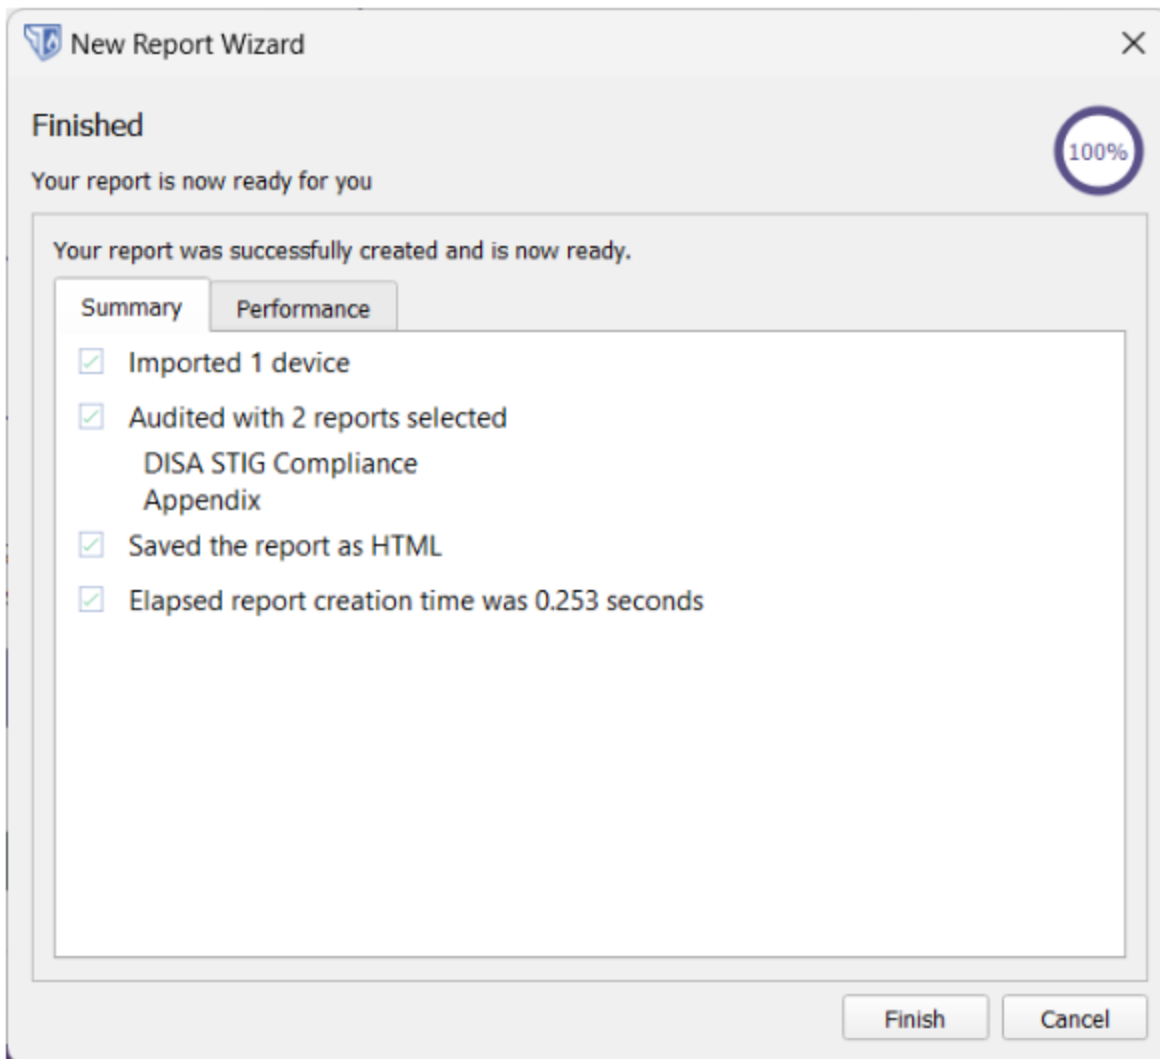 New Report Wizard
Finished
100%
Your report is now ready for you
Your report was successfully created and is now ready.
Summary Performance
Imported 1 device
Audited with 2 reports selected
DISA STIG Compliance
Appendix
Saved the report as HTML
Elapsed report creation time was 0.253 seconds
Finish Cancel